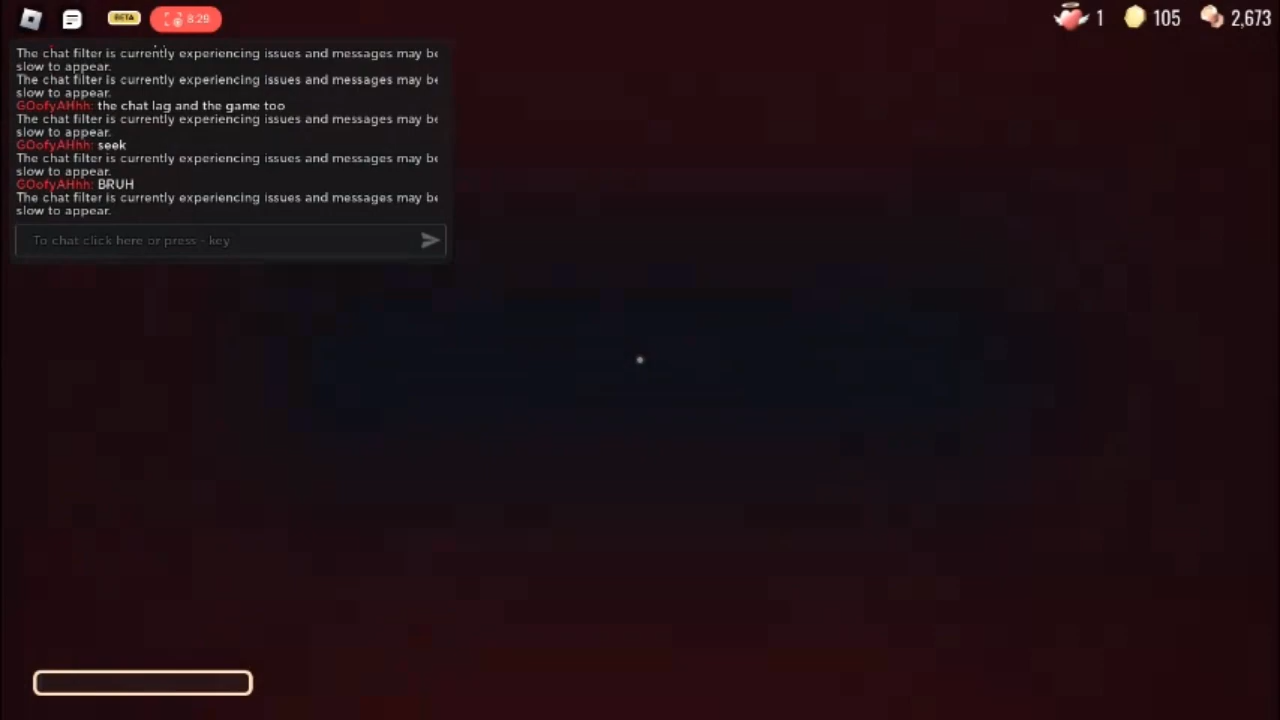 BETA 8:29 1 105 2,673
The chat filter is currently experiencing issues and messages may be
slow to appear.
The chat filter is currently experiencing issues and messages may be
slow to appear.
GOofyAHhh: the chat lag and the game too
The chat filter is currently experiencing issues and messages may be
slow to appear.
GOofyAHhh: seek
The chat filter is currently experiencing issues and messages may be
slow to appear.
GOofyAHhh: BRUH
The chat filter is currently experiencing issues and messages may be
slow to appear.
To chat click here or press - key